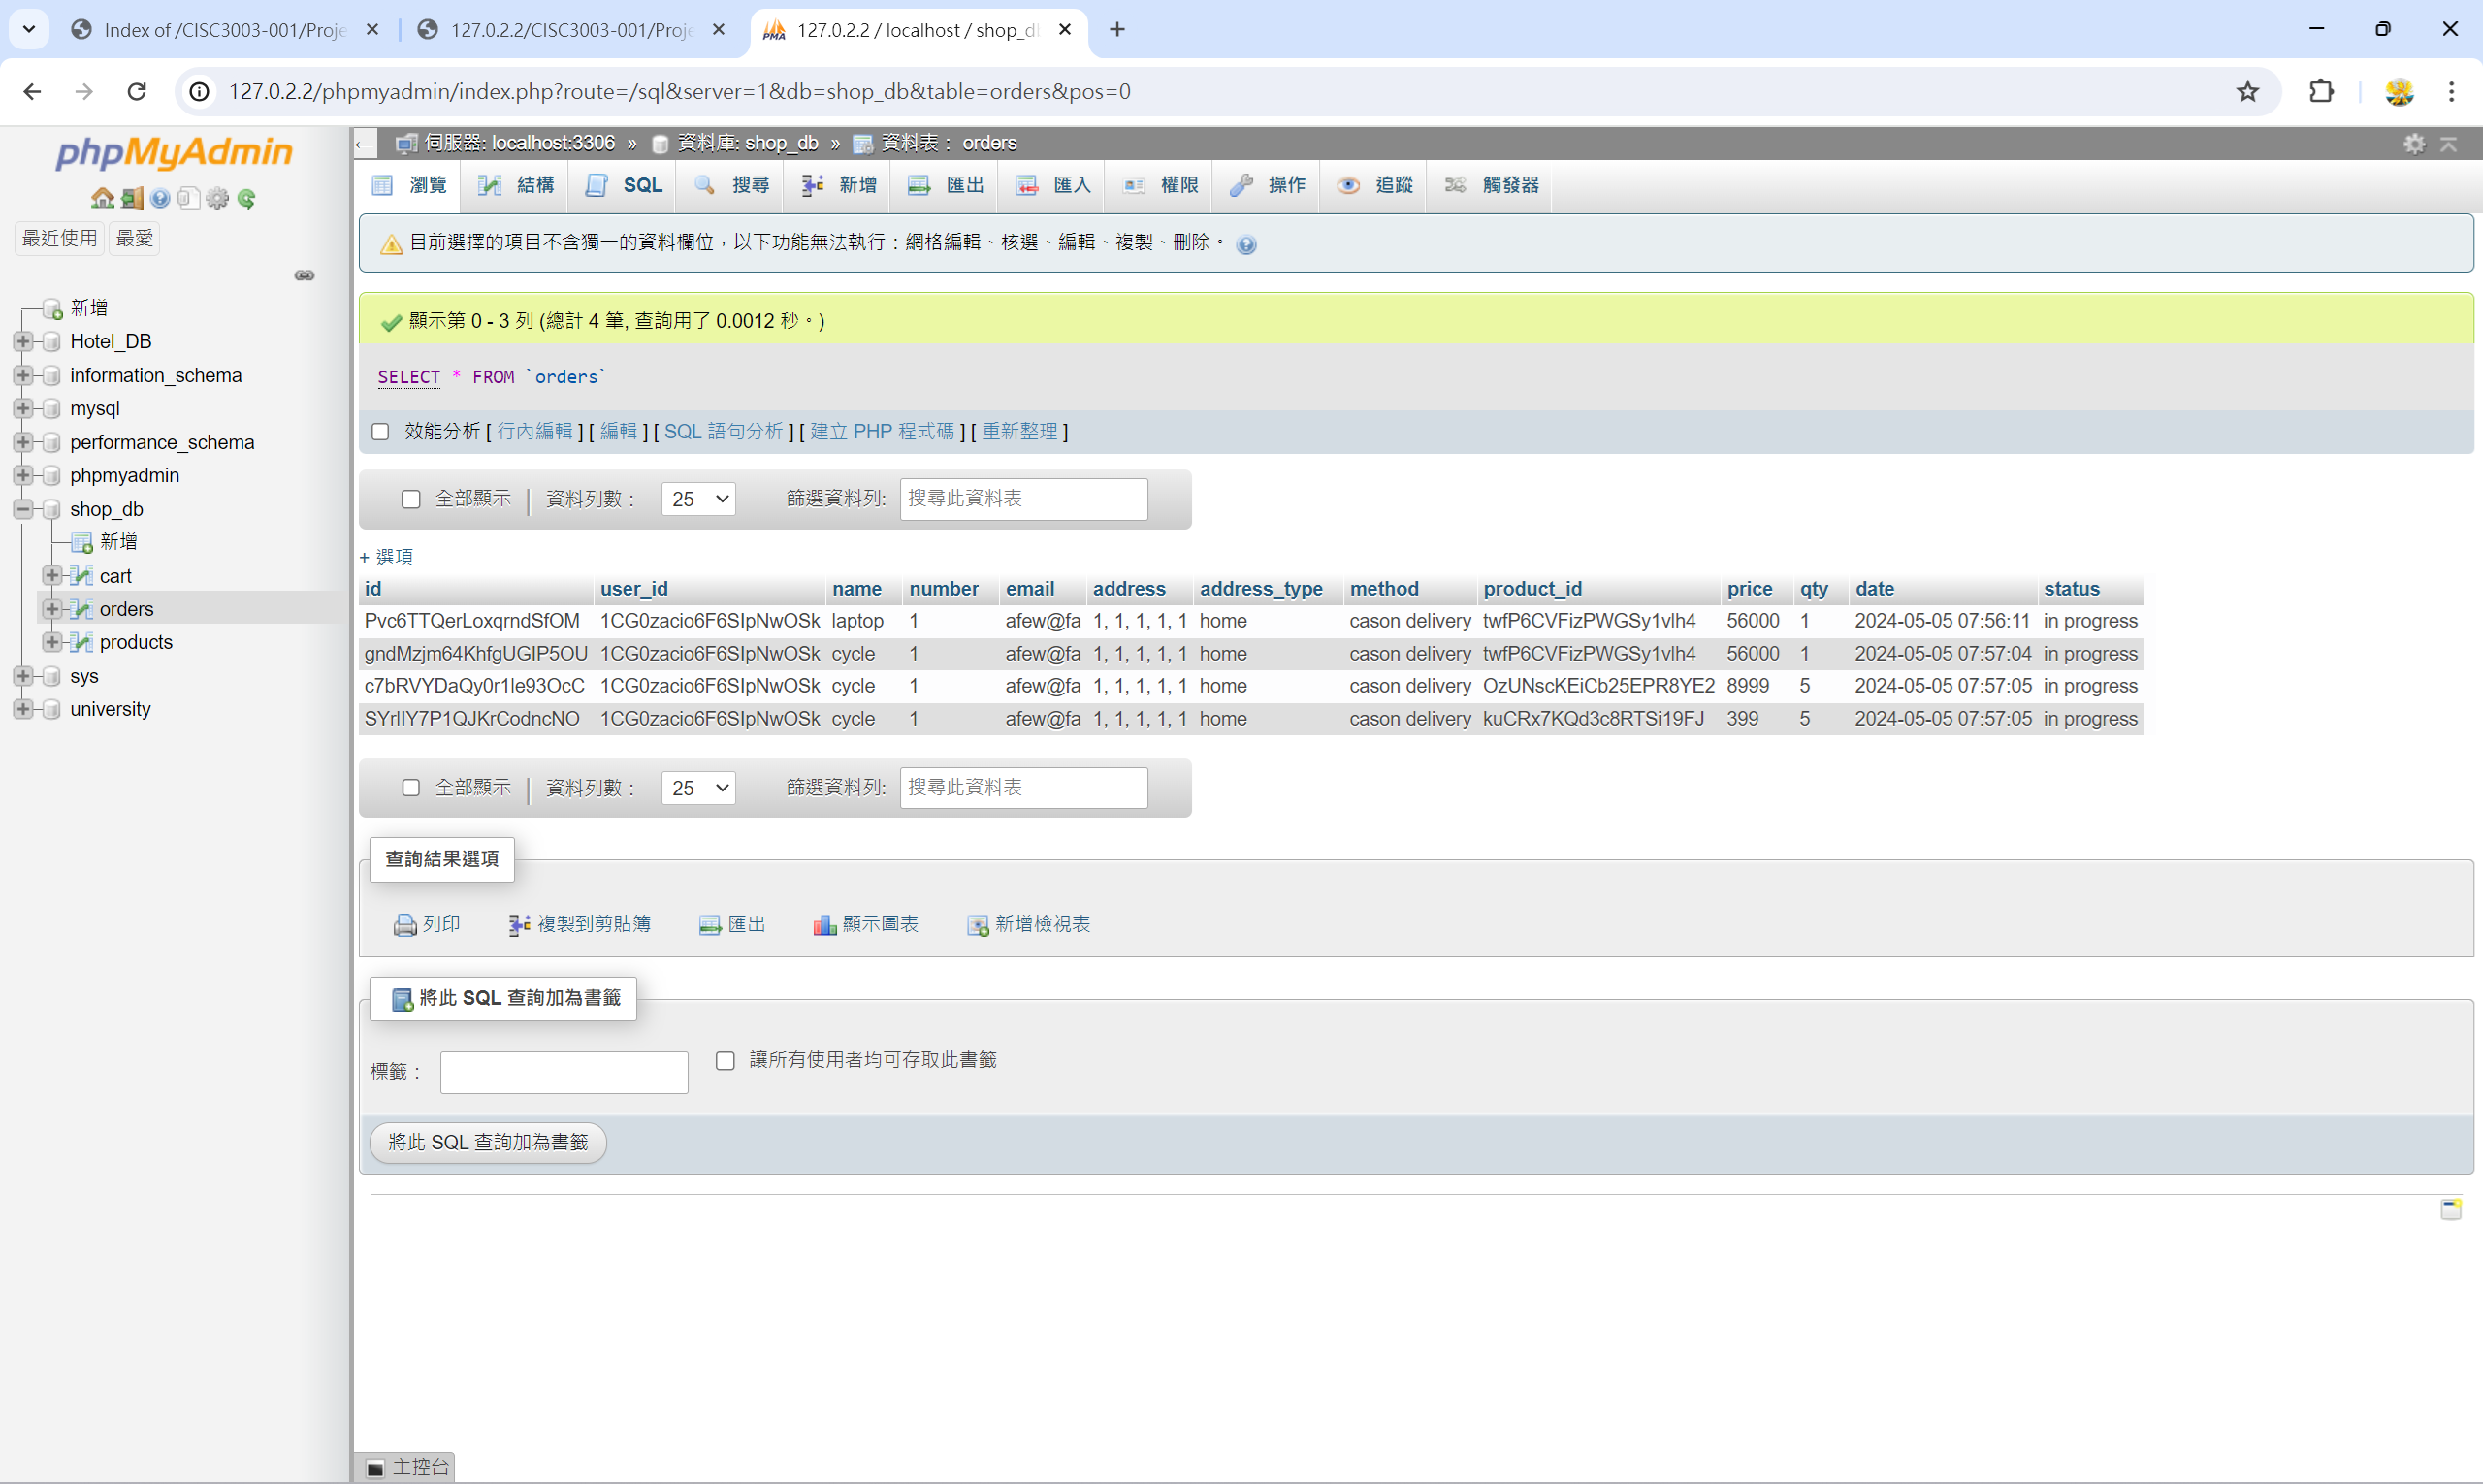 Index of /CISC3003-001/Proje
127.0.2.2/CISC3003-001/Proje
127.0.2.2 / localhost / shop_d
127.0.2.2/phpmyadmin/index.php?route=/sql&server=1&db=shop_db&table=orders&pos=0
phpMyAdmin
最近使用 最愛
新增
Hotel_DB
information_schema
mysql
performance_schema
phpmyadmin
shop_db
新增
cart
orders
products
sys
university
伺服器: localhost:3306 » 資料庫: shop_db » 資料表： orders
瀏覽 結構 SQL 搜尋 新增 匯出 匯入 權限 操作 追蹤 觸發器
目前選擇的項目不含獨一的資料欄位，以下功能無法執行：網格編輯、核選、編輯、複製、刪除。
顯示第 0 - 3 列 (總計 4 筆, 查詢用了 0.0012 秒。)
SELECT * FROM `orders`
效能分析 [ 行內編輯 ] [ 編輯 ] [ SQL 語句分析 ] [ 建立 PHP 程式碼 ] [ 重新整理 ]
全部顯示 | 資料列數： 25 篩選資料列: 搜尋此資料表
+ 選項
id user_id name number email address address_type method product_id price qty date status
Pvc6TTQerLoxqrndSfOM 1CG0zacio6F6SIpNwOSk laptop 1 afew@fa 1, 1, 1, 1, 1 home cason delivery twfP6CVFizPWGSy1vlh4 56000 1 2024-05-05 07:56:11 in progress
gndMzjm64KhfgUGIP5OU 1CG0zacio6F6SIpNwOSk cycle 1 afew@fa 1, 1, 1, 1, 1 home cason delivery twfP6CVFizPWGSy1vlh4 56000 1 2024-05-05 07:57:04 in progress
c7bRVYDaQy0r1le93OcC 1CG0zacio6F6SIpNwOSk cycle 1 afew@fa 1, 1, 1, 1, 1 home cason delivery OzUNscKEiCb25EPR8YE2 8999 5 2024-05-05 07:57:05 in progress
SYrlIY7P1QJKrCodncNO 1CG0zacio6F6SIpNwOSk cycle 1 afew@fa 1, 1, 1, 1, 1 home cason delivery kuCRx7KQd3c8RTSi19FJ 399 5 2024-05-05 07:57:05 in progress
全部顯示 | 資料列數： 25 篩選資料列: 搜尋此資料表
查詢結果選項
列印 複製到剪貼簿 匯出 顯示圖表 新增檢視表
將此 SQL 查詢加為書籤
標籤： 讓所有使用者均可存取此書籤
將此 SQL 查詢加為書籤
主控台